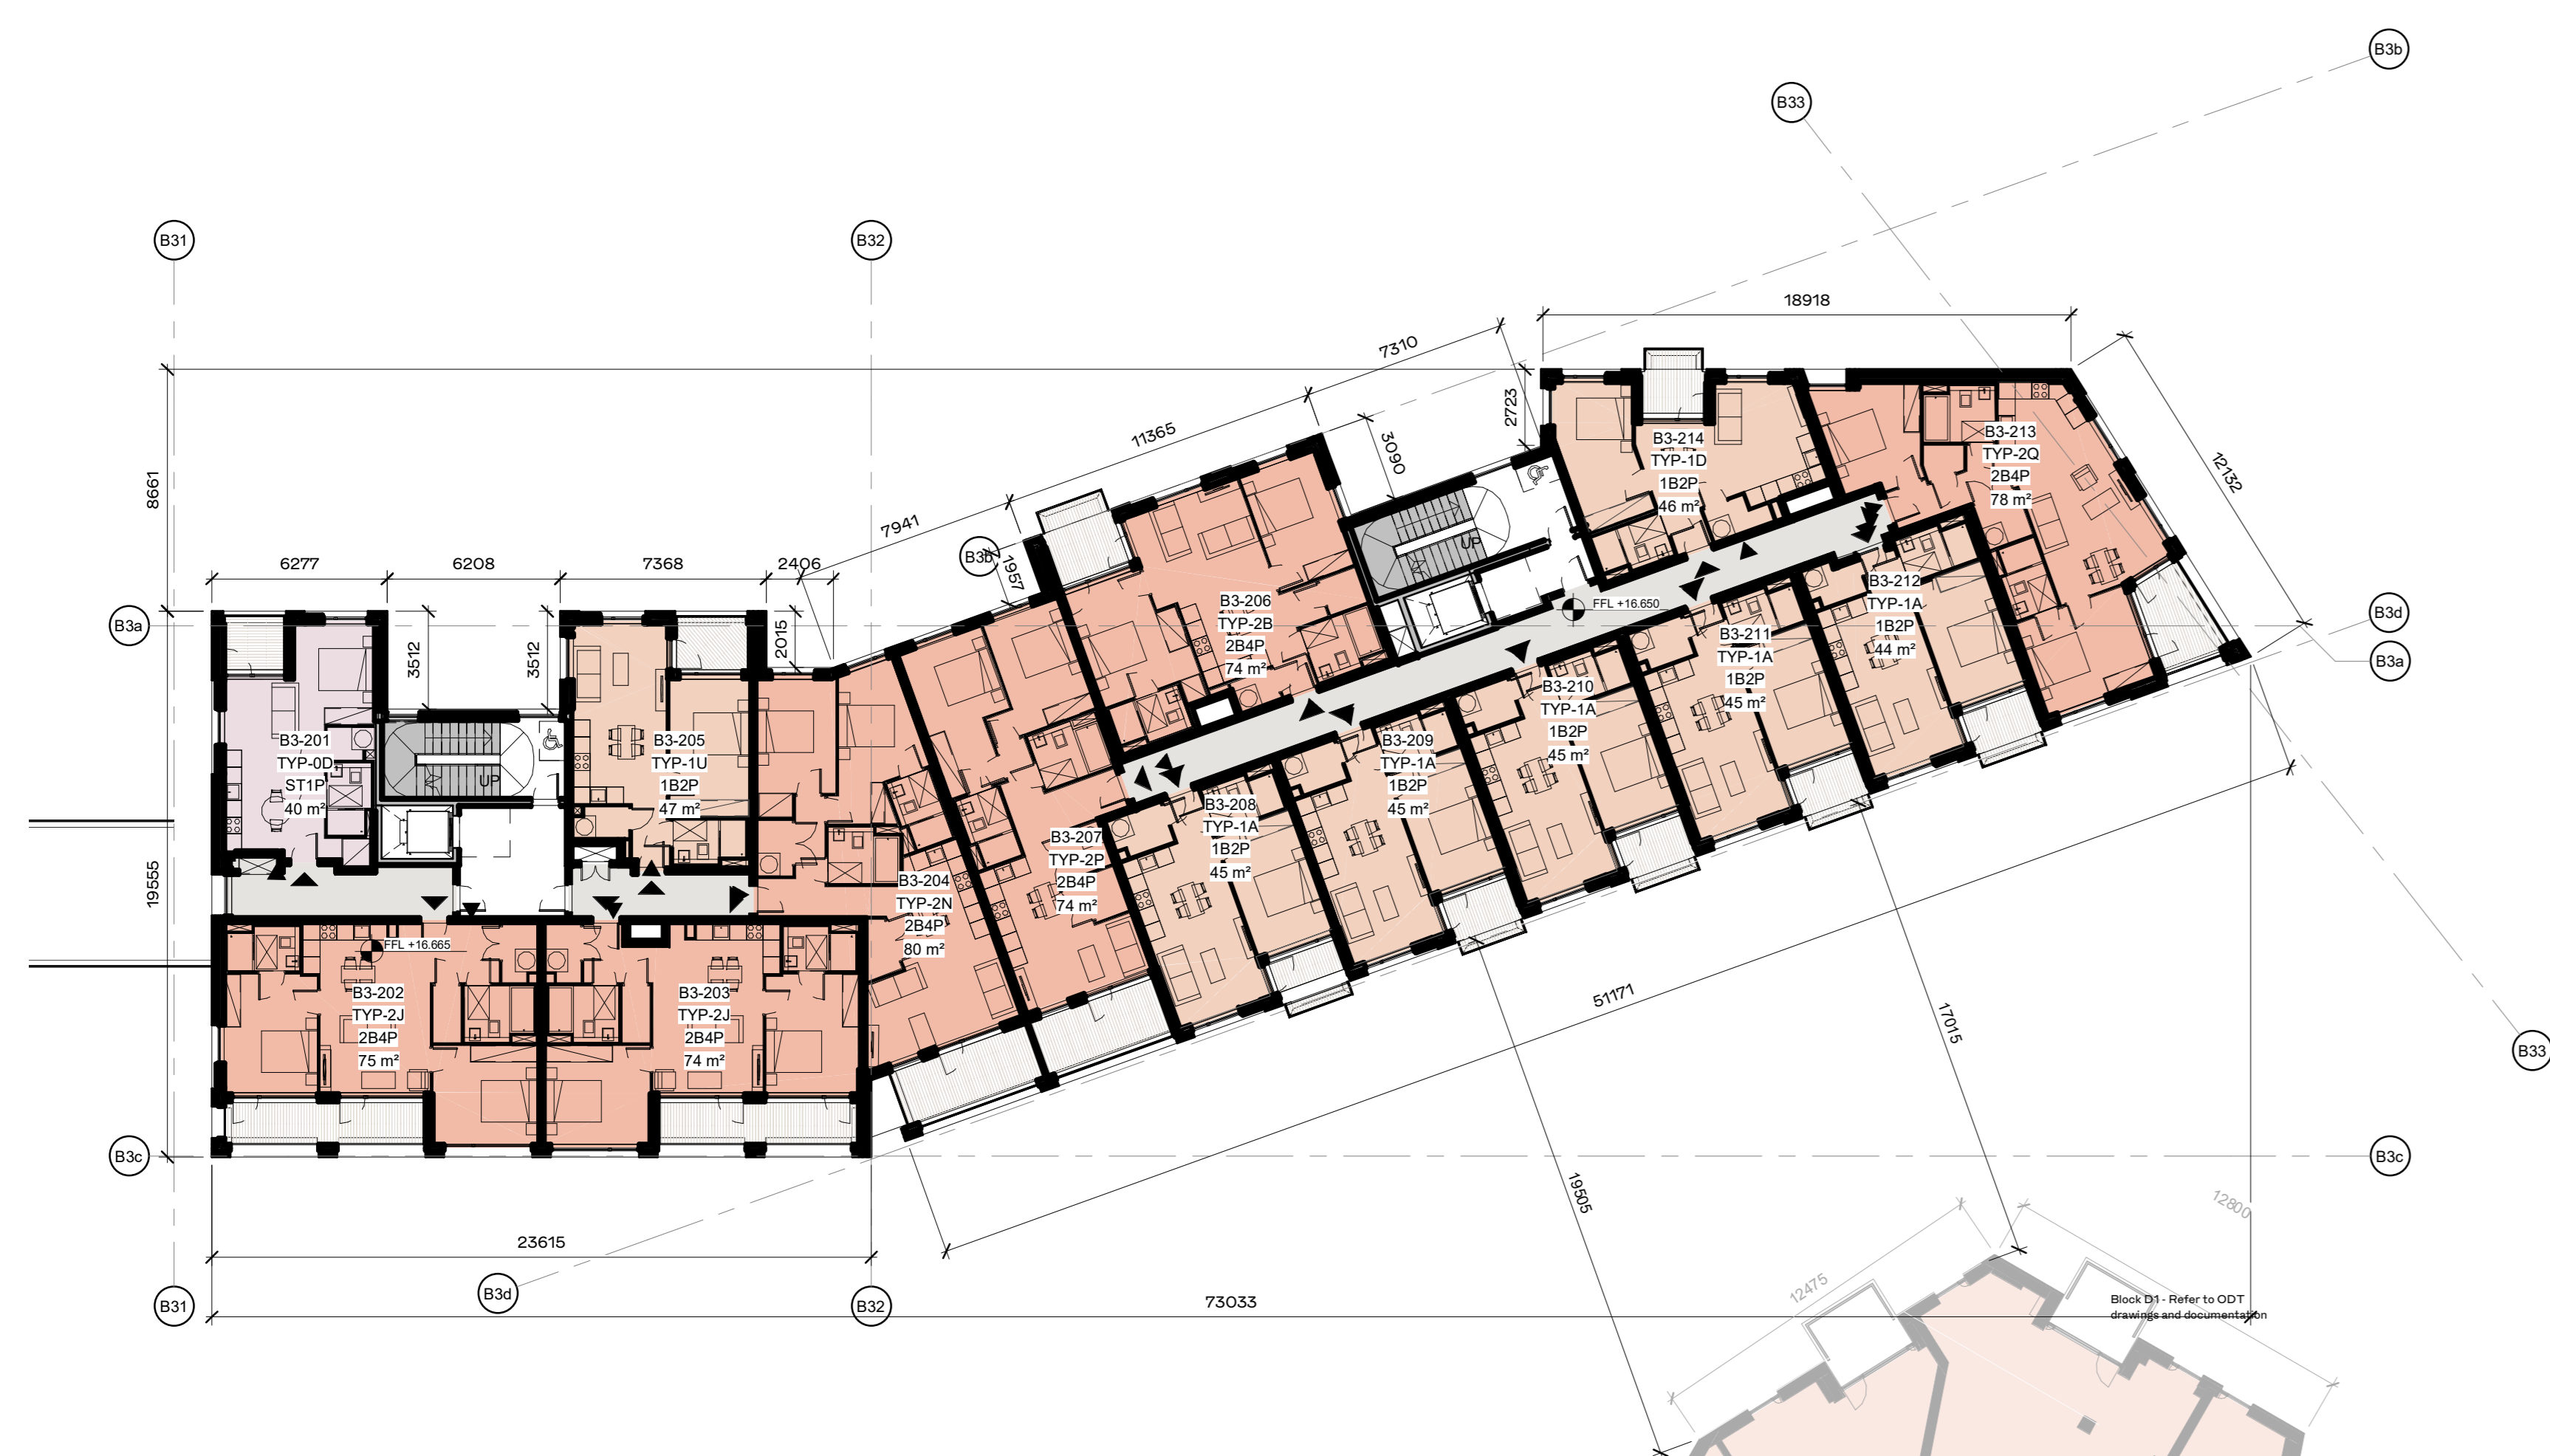 B3b
B33
B31
B32
18918
7310
2723
11365
3090
12132
8661
7941
B3b
1957
6277
6208
7368
2406
B3a
3512
3512
2015
B3d
B3a
B3-214
TYP-1D
1B2P
46 m²
B3-213
TYP-2Q
2B4P
78 m²
UP
B3-206
TYP-2B
2B4P
74 m²
FFL +16.650
B3-212
TYP-1A
1B2P
44 m²
B3-211
TYP-1A
1B2P
45 m²
B3-210
TYP-1A
1B2P
45 m²
B3-209
TYP-1A
1B2P
45 m²
B3-201
TYP-0D
ST1P
40 m²
UP
B3-205
TYP-1U
1B2P
47 m²
B3-208
TYP-1A
1B2P
45 m²
B3-207
TYP-2P
2B4P
74 m²
B3-204
TYP-2N
2B4P
80 m²
19555
FFL +16.665
B3-202
TYP-2J
2B4P
75 m²
B3-203
TYP-2J
2B4P
74 m²
51171
17015
B33
B3c
B3c
19505
12800
23615
12475
B31
B3d
B32
73033
Block D1 - Refer to ODT
drawings and documentation